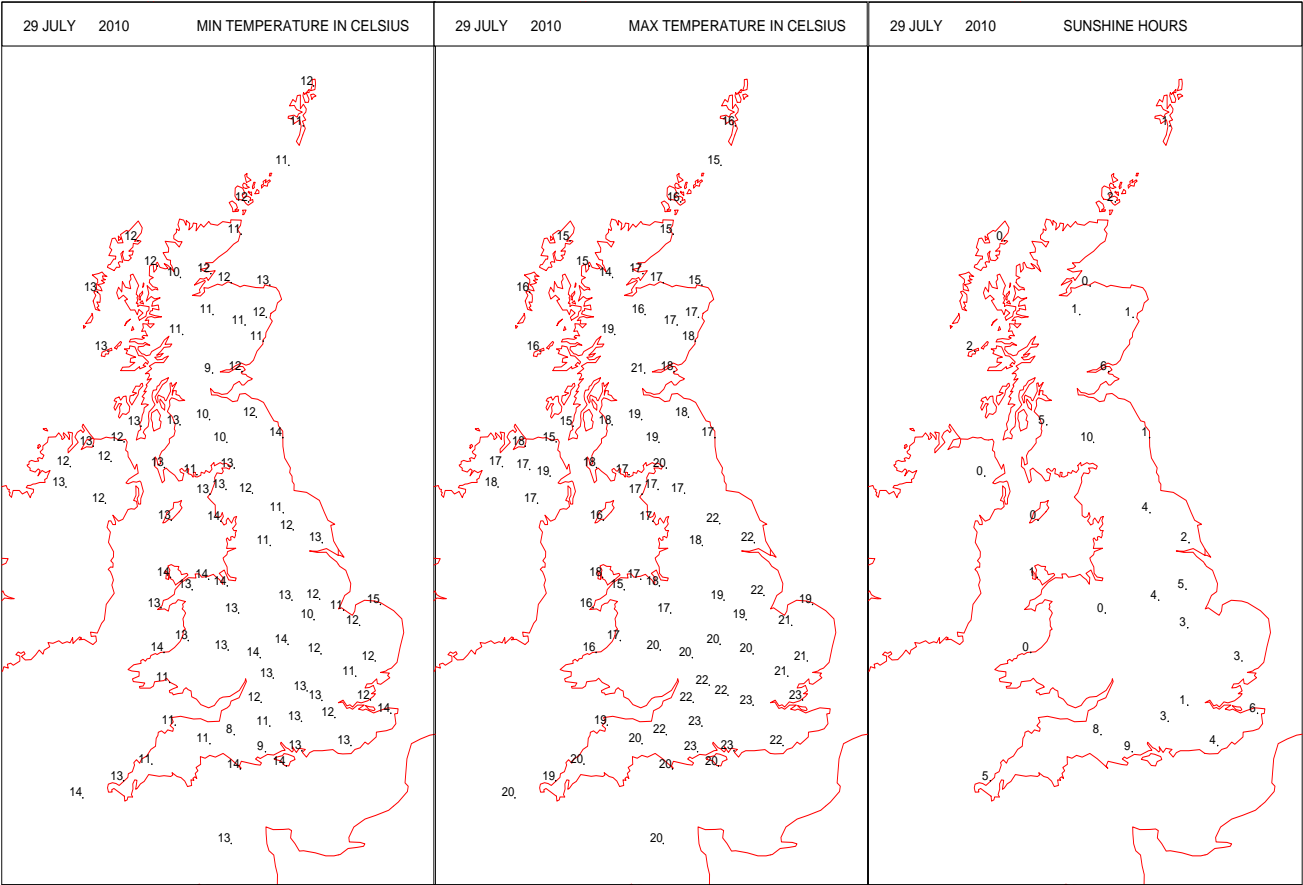 29 JULY 2010 MIN TEMPERATURE IN CELSIUS
12
11
11
12
12 11
12 10 12 12 13
13
11 11 12
11 11
13
9 12
13 13 10 12
13 12 10 14
12 12 13 11 13
13 13 13 12
12
13 14 11
12
11 13
14 13 14 14
13 12
13 13 11 15
10 12
14 13 13 14 12
14 12
11 13 11
12 13 13 12
11 11 13 12 14
8
11 9 13 13
11 14 14
13
14
13
29 JULY 2010 MAX TEMPERATURE IN CELSIUS
16
15
16
15 15
15 14 17 17 15
16
16 17 17
19 18
16
21 18
15 18 19 18
18 15 19 17
17 17 19 18 17 20
18 17 17 17
17
16 17 22
18 22
18 15 17 18
19 22
16 17 19 19
21
16 17 20 20 20 20
21
22 21
22 22 23 23
19 22 23
20 23 23 22
20 20 20
19
20
20
29 JULY 2010 SUNSHINE HOURS
1
2
0
0
1 1
2
6
5 10 1
0
4
0
2
1 5
4
0 3
0 3
1
8 3 6
9 4
5